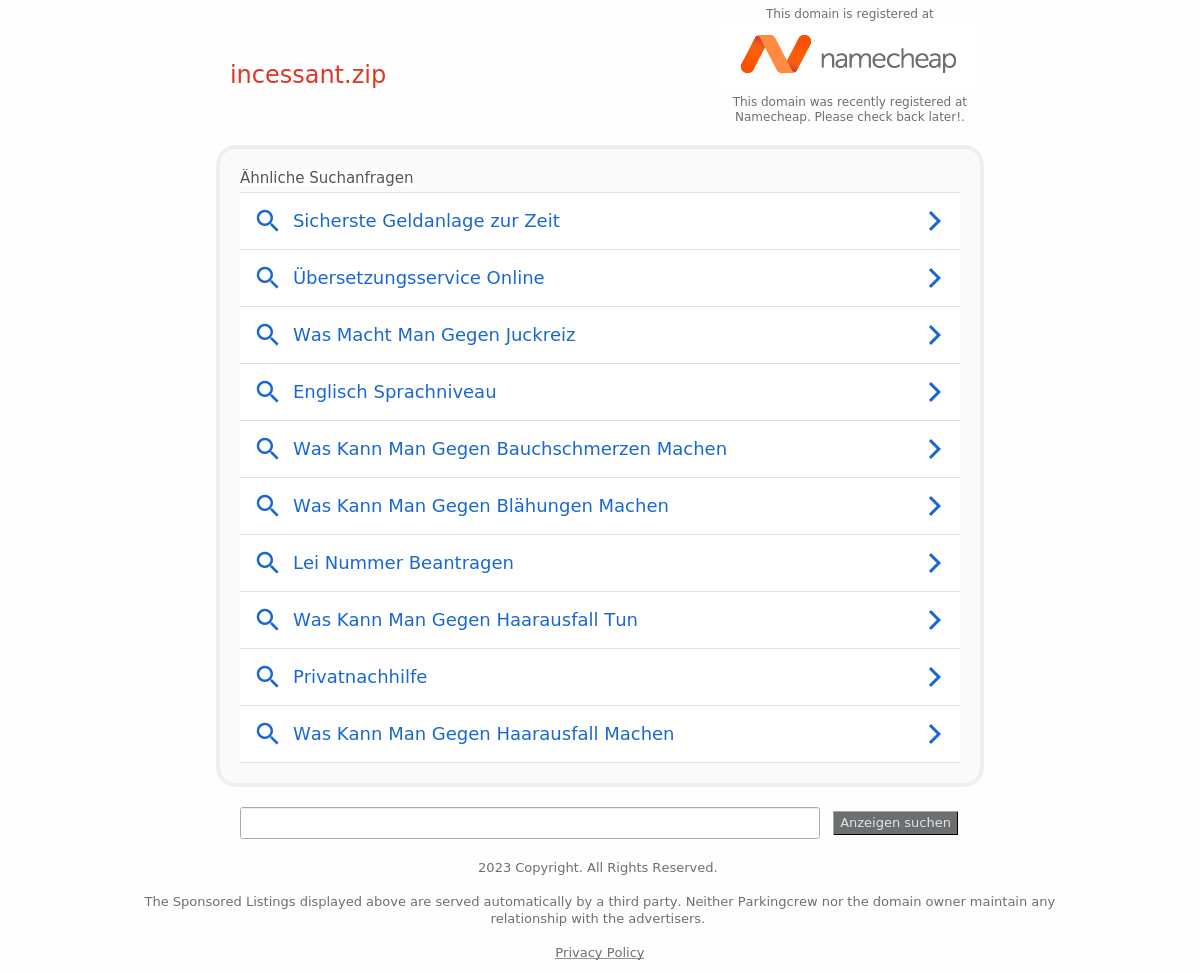 This domain is registered at
namecheap
incessant.zip
This domain was recently registered at
Namecheap. Please check back later!.
Ähnliche Suchanfragen
Sicherste Geldanlage zur Zeit
Übersetzungsservice Online
Was Macht Man Gegen Juckreiz
Englisch Sprachniveau
Was Kann Man Gegen Bauchschmerzen Machen
Was Kann Man Gegen Blähungen Machen
Lei Nummer Beantragen
Was Kann Man Gegen Haarausfall Tun
Privatnachhilfe
Was Kann Man Gegen Haarausfall Machen
Anzeigen suchen
2023 Copyright. All Rights Reserved.
The Sponsored Listings displayed above are served automatically by a third party. Neither Parkingcrew nor the domain owner maintain any
relationship with the advertisers.
Privacy Policy